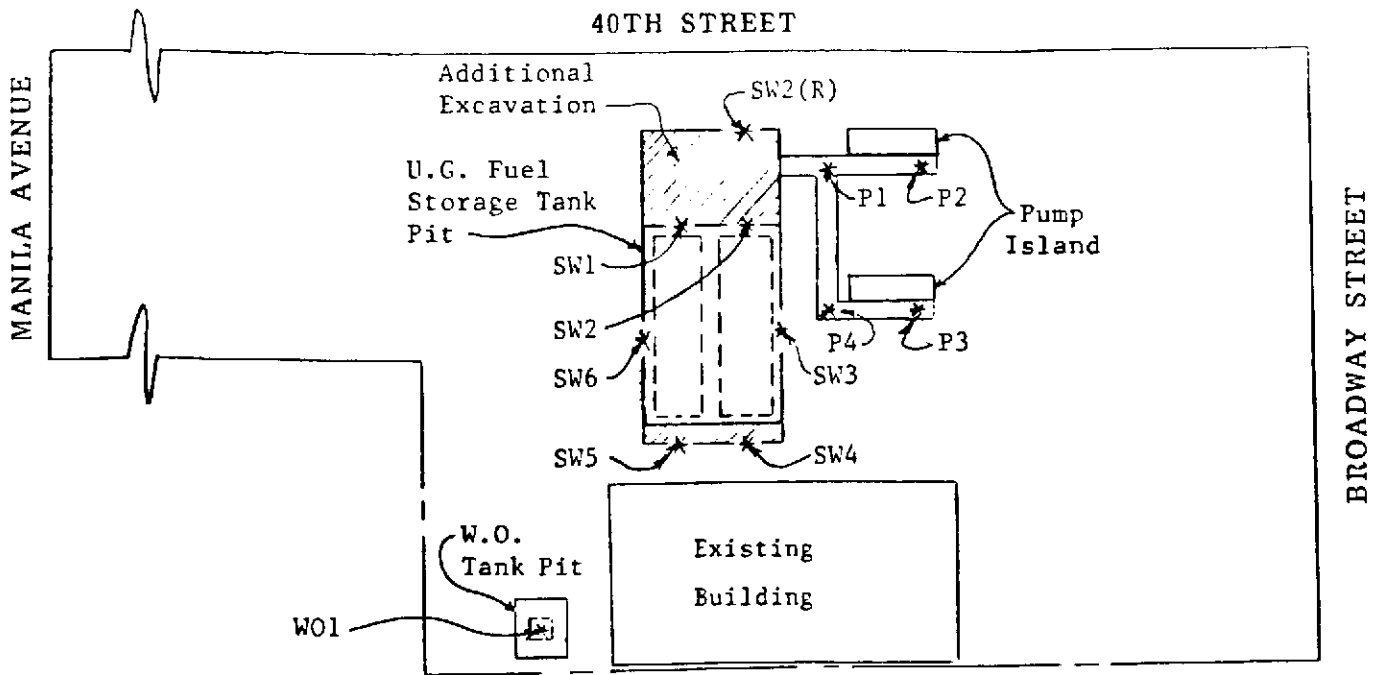 40TH STREET
MANILA AVENUE
Additional
Excavation
SW2(R)
U.G. Fuel
Storage Tank
Pit
P1
P2
Pump
Island
SW1
SW2
P4
P3
SW6
SW3
SW5
SW4
BROADWAY STREET
W.O.
Tank Pit
Existing
Building
WO1